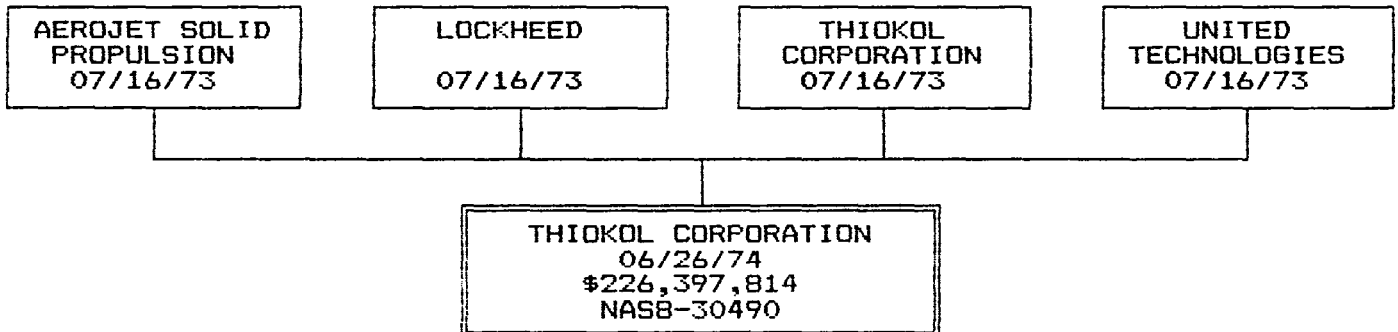 AEROJET SOLID
PROPULSION
07/16/73
LOCKHEED
07/16/73
THIOKOL
CORPORATION
07/16/73
UNITED
TECHNOLOGIES
07/16/73
THIOKOL CORPORATION
06/26/74
$226,397,814
NAS8-30490